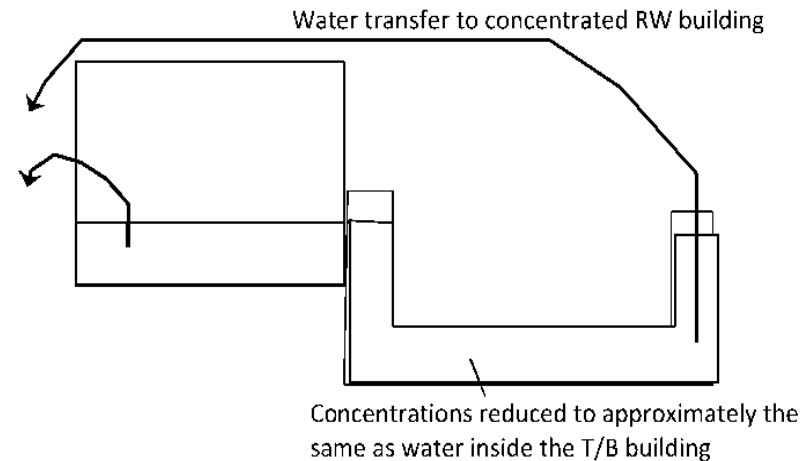 Water transfer to concentrated RW building
Concentrations reduced to approximately the
same as water inside the T/B building